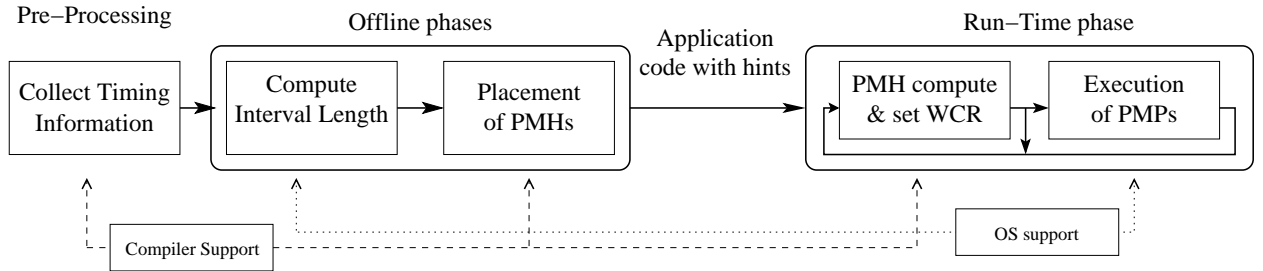 Pre−Processing
Offline phases
Run−Time phase
Application
code with hints
Collect Timing
Information
Compute
Interval Length
Placement
of PMHs
PMH compute
& set WCR
Execution
of PMPs
Compiler Support
OS support